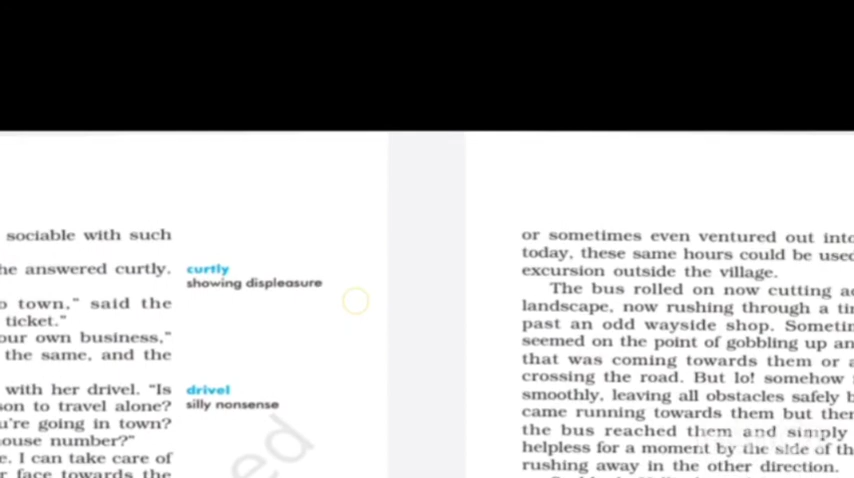 sociable with such
he answered curtly.
o town," said the
ticket."
our own business,"
the same, and the
with her drivel. "Is
son to travel alone?
u're going in town?
ouse number?"
e. I can take care of
r face towards the
curtly
showing displeasure
drivel
silly nonsense
ed
or sometimes even ventured out into
today, these same hours could be used
excursion outside the village.
The bus rolled on now cutting ac
landscape, now rushing through a ti
past an odd wayside shop. Sometim
seemed on the point of gobbling up an
that was coming towards them or a
crossing the road. But lo! somehow
smoothly, leaving all obstacles safely b
came running towards them but ther
the bus reached them and simply
helpless for a moment by the side of th
rushing away in the other direction.